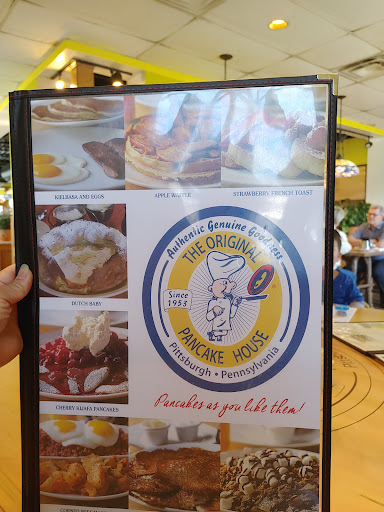 KIELBASA AND EGGS
APPLE WAFFLE
STRAWBERRY FRENCH TOAST
DUTCH BABY
Authentic Genuine Goodness
THE ORIGINAL
PANCAKE HOUSE
Since
1953
Pittsburgh • Pennsylvania
Pancakes as you like them!
CHERRY KIJAFA PANCAKES